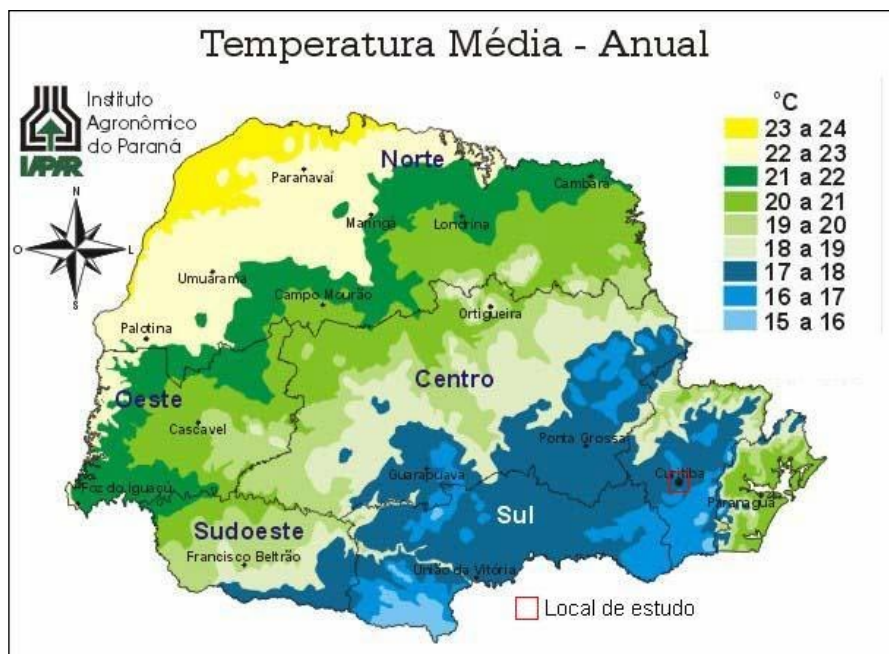 Temperatura Média - Anual
Instituto
Agronômico
do Paraná
IAPAR
N
O
L
S
°C
23 a 24
22 a 23
21 a 22
20 a 21
19 a 20
18 a 19
17 a 18
16 a 17
15 a 16
Norte
Paranavaí
Cambará
Maringá
Londrina
Umuarama
Campo Mourão
Ortigueira
Palotina
Centro
Oeste
Cascavel
Ponta Grossa
Guarapuava
Curitiba
Foz do Iguaçú
Paranaguá
Sudoeste
Sul
Francisco Beltrão
União da Vitória
Local de estudo